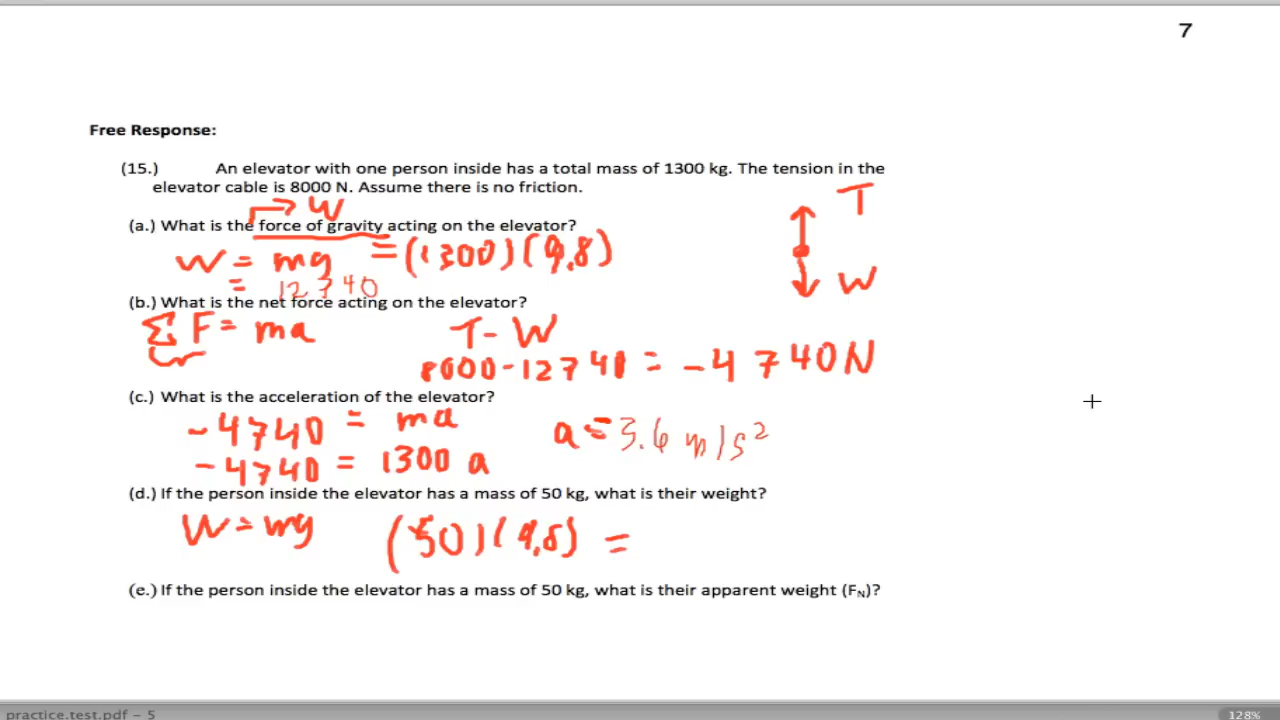 7
Free Response:
(15.) An elevator with one person inside has a total mass of 1300 kg. The tension in the
elevator cable is 8000 N. Assume there is no friction.
T
W
(a.) What is the force of gravity acting on the elevator?
W = mg = (1300)(9.8)
= 12740
W
(b.) What is the net force acting on the elevator?
Σ F = ma T - W
8000 - 12740 = -4740 N
(c.) What is the acceleration of the elevator?
-4740 = ma a = 3.6 m/s²
-4740 = 1300 a
(d.) If the person inside the elevator has a mass of 50 kg, what is their weight?
W = mg (50)(9.8) =
(e.) If the person inside the elevator has a mass of 50 kg, what is their apparent weight (FN)?
practice.test.pdf – 5
128%